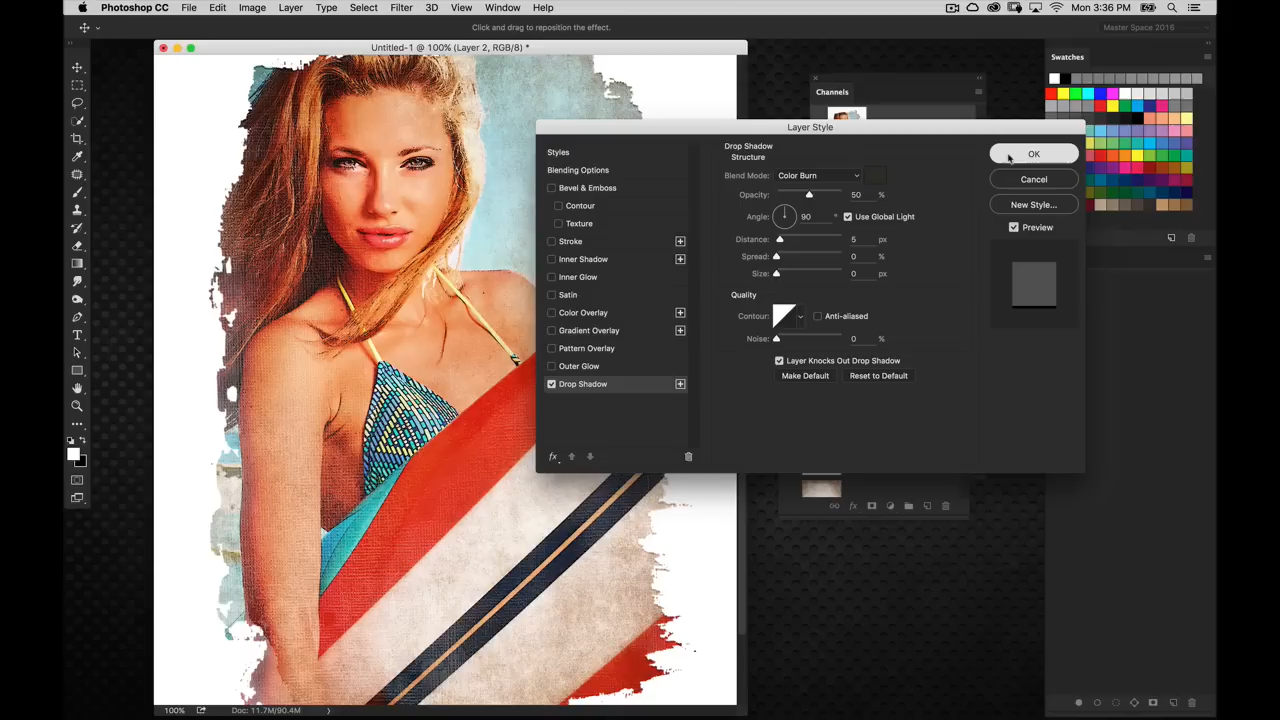 Photoshop CC File Edit Image Layer Type Select Filter 3D View Window Help Mon 3:36 PM
Click and drag to reposition the effect. Master Space 2016
Untitled-1 @ 100% (Layer 2, RGB/8) *
Swatches
Channels
Layer Style
Styles
Blending Options
Bevel & Emboss
Contour
Texture
Stroke
Inner Shadow
Inner Glow
Satin
Color Overlay
Gradient Overlay
Pattern Overlay
Outer Glow
Drop Shadow
fx
Drop Shadow
Structure
Blend Mode: Color Burn
Opacity: 50 %
Angle: 90 ° Use Global Light
Distance: 5 px
Spread: 0 %
Size: 0 px
Quality
Contour: Anti-aliased
Noise: 0 %
Layer Knocks Out Drop Shadow
Make Default Reset to Default
OK
Cancel
New Style...
Preview
fx
100% Doc: 11.7M/90.4M